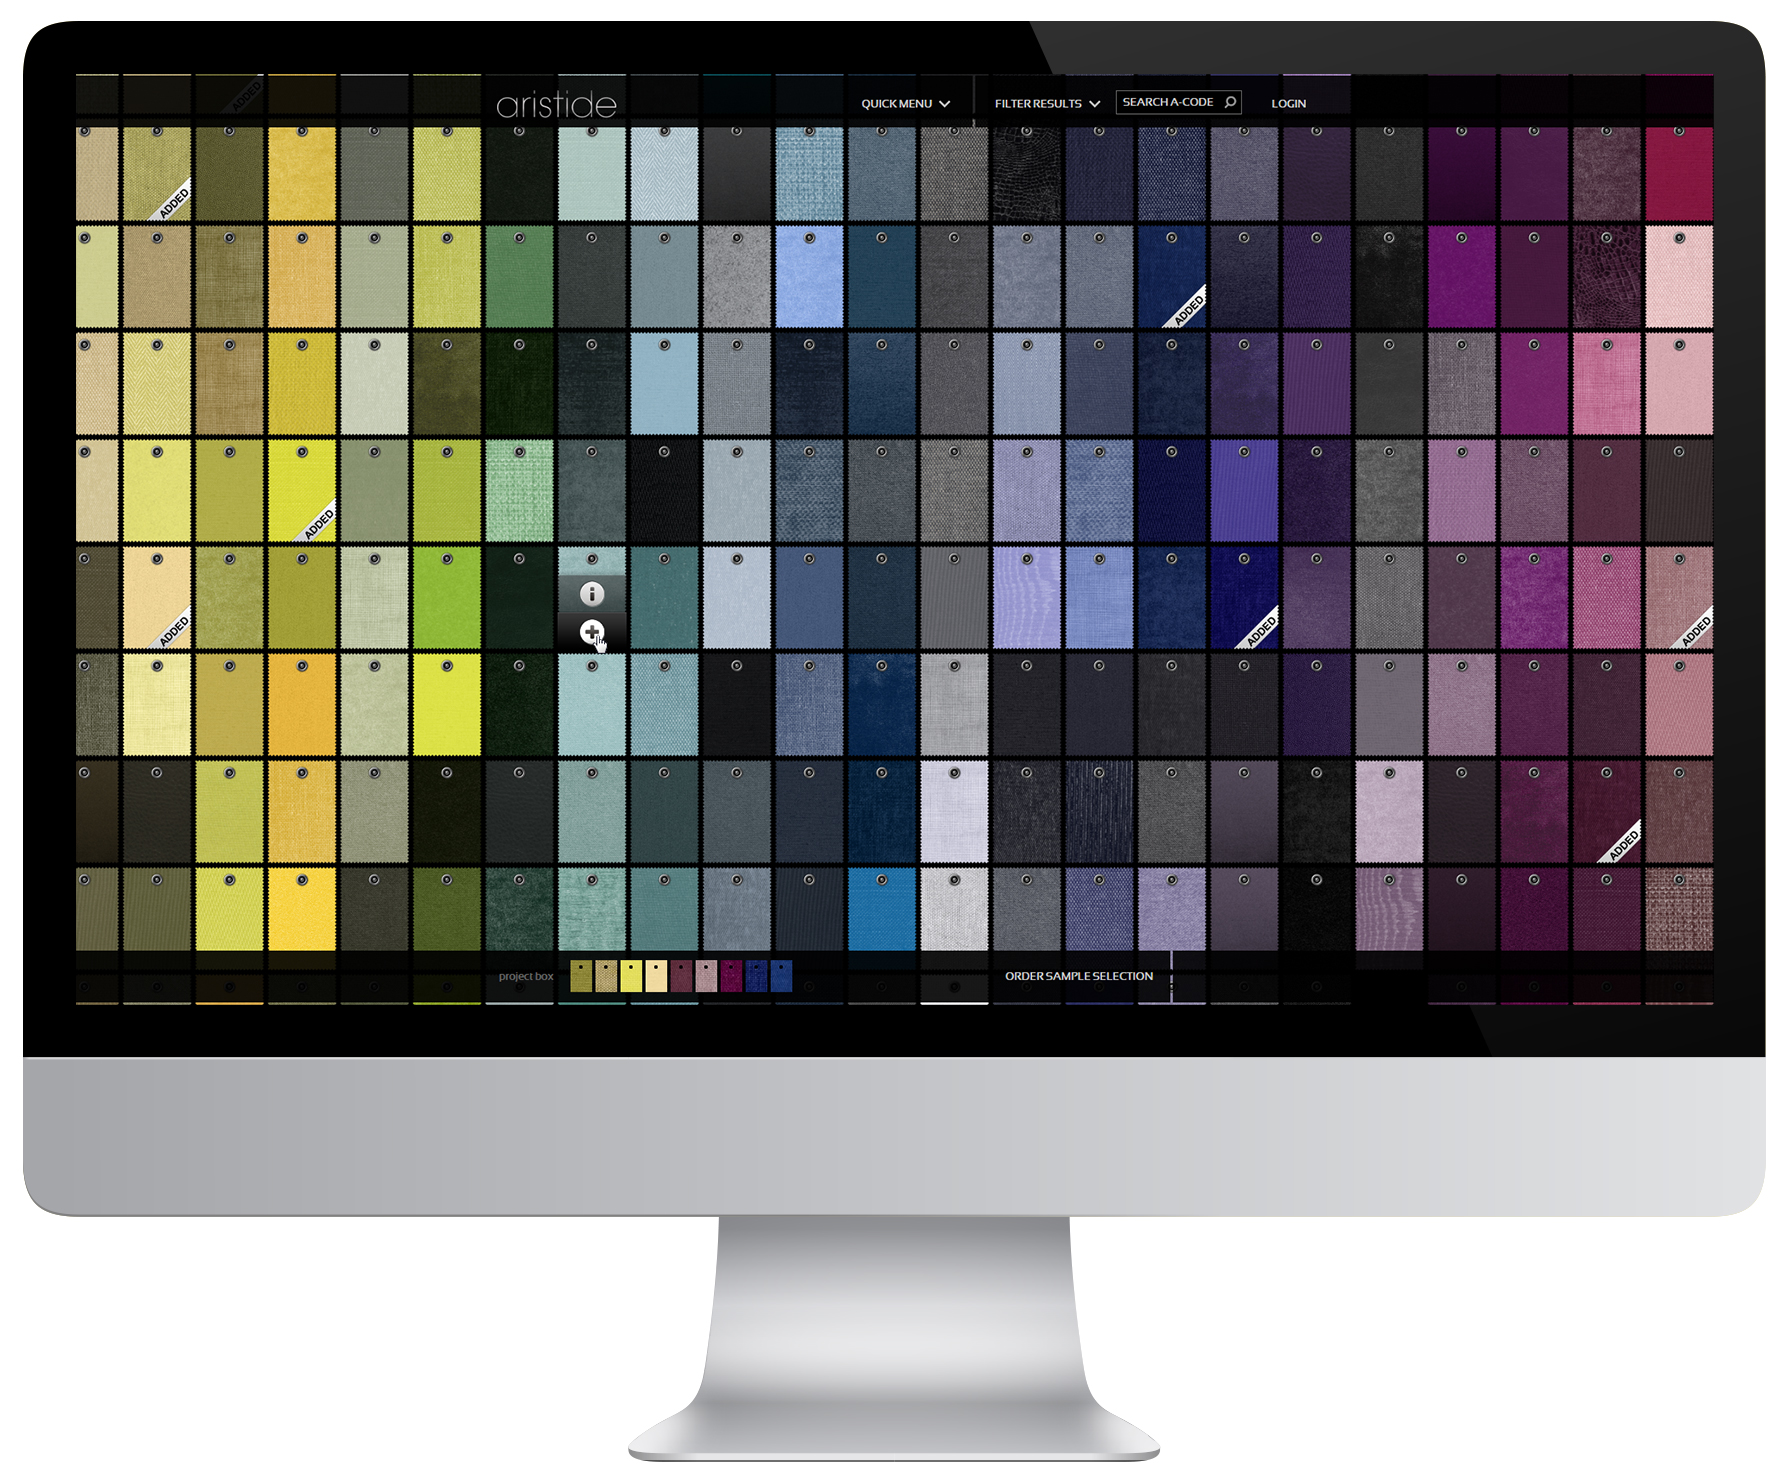 ADDED
aristide
QUICK MENU
FILTER RESULTS
SEARCH A-CODE
LOGIN
ADDED
ADDED
ADDED
ADDED
ADDED
ADDED
ADDED
project box
ORDER SAMPLE SELECTION